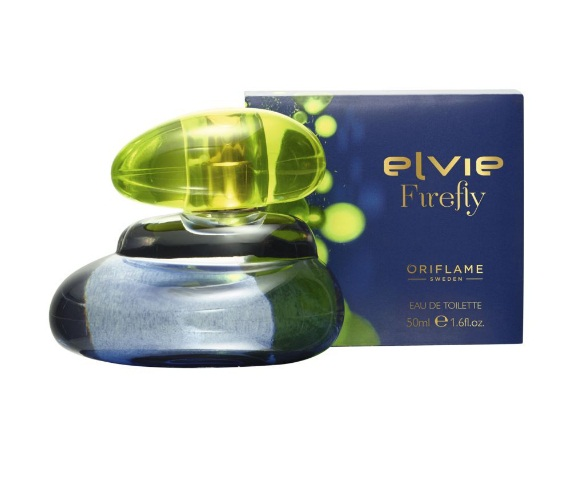 elvie
Firefly
ORIFLAME
SWEDEN
EAU DE TOILETTE
50ml ℮ 1.6fl.oz.